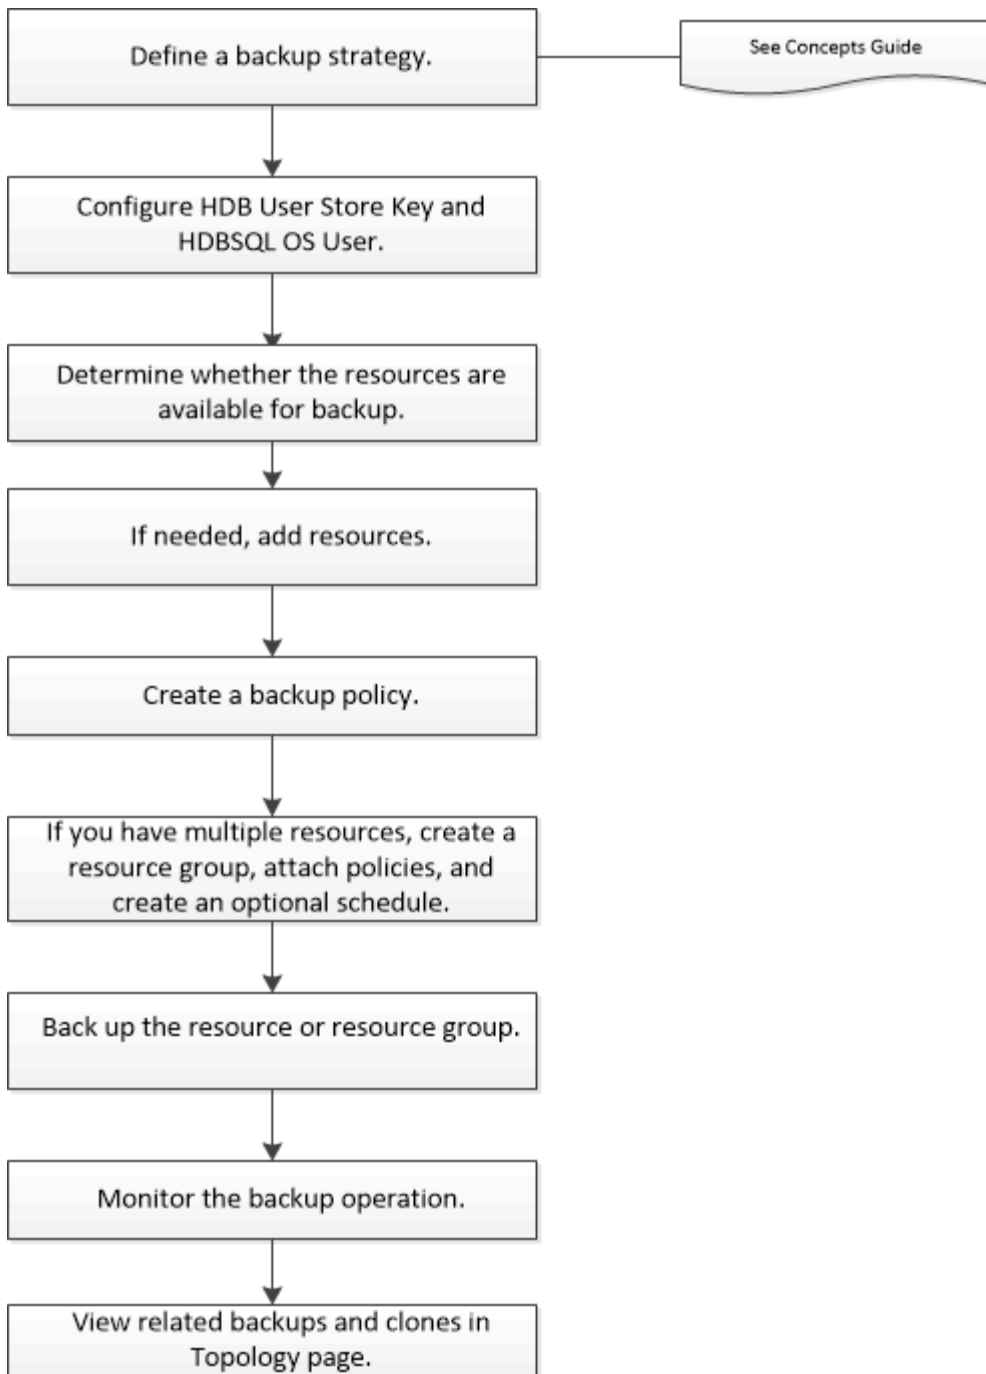 Define a backup strategy.
See Concepts Guide
Configure HDB User Store Key and
HDBSQL OS User.
Determine whether the resources are
available for backup.
If needed, add resources.
Create a backup policy.
If you have multiple resources, create a
resource group, attach policies, and
create an optional schedule.
Back up the resource or resource group.
Monitor the backup operation.
View related backups and clones in
Topology page.